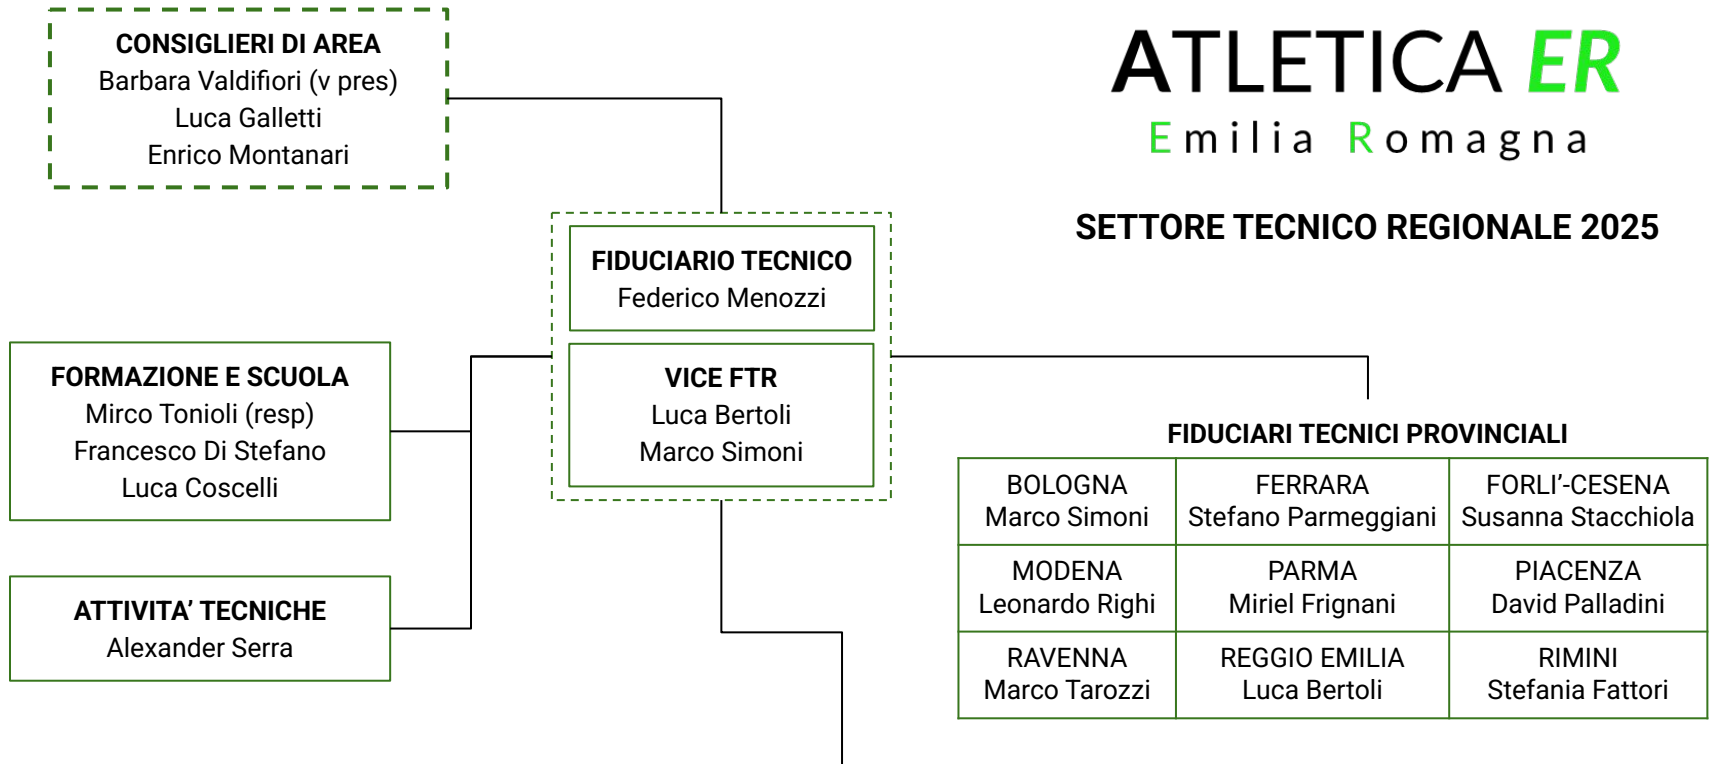 CONSIGLIERI DI AREA
Barbara Valdifiori (v pres)
Luca Galletti
Enrico Montanari
ATLETICA ER
Emilia Romagna
SETTORE TECNICO REGIONALE 2025
FIDUCIARIO TECNICO
Federico Menozzi
VICE FTR
Luca Bertoli
Marco Simoni
FORMAZIONE E SCUOLA
Mirco Tonioli (resp)
Francesco Di Stefano
Luca Coscelli
ATTIVITA’ TECNICHE
Alexander Serra
FIDUCIARI TECNICI PROVINCIALI
BOLOGNA
Marco Simoni
FERRARA
Stefano Parmeggiani
FORLI’-CESENA
Susanna Stacchiola
MODENA
Leonardo Righi
PARMA
Miriel Frignani
PIACENZA
David Palladini
RAVENNA
Marco Tarozzi
REGGIO EMILIA
Luca Bertoli
RIMINI
Stefania Fattori